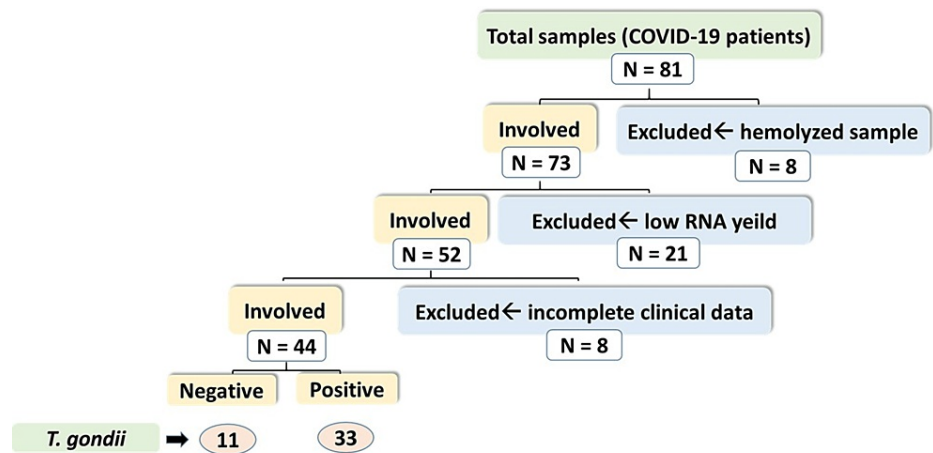 Total samples (COVID-19 patients)
N = 81
Involved
Excluded← hemolyzed sample
N = 73
N = 8
Involved
Excluded← low RNA yeild
N = 52
N = 21
Involved
Excluded← incomplete clinical data
N = 44
N = 8
Negative
Positive
T. gondii ➡ 11 33